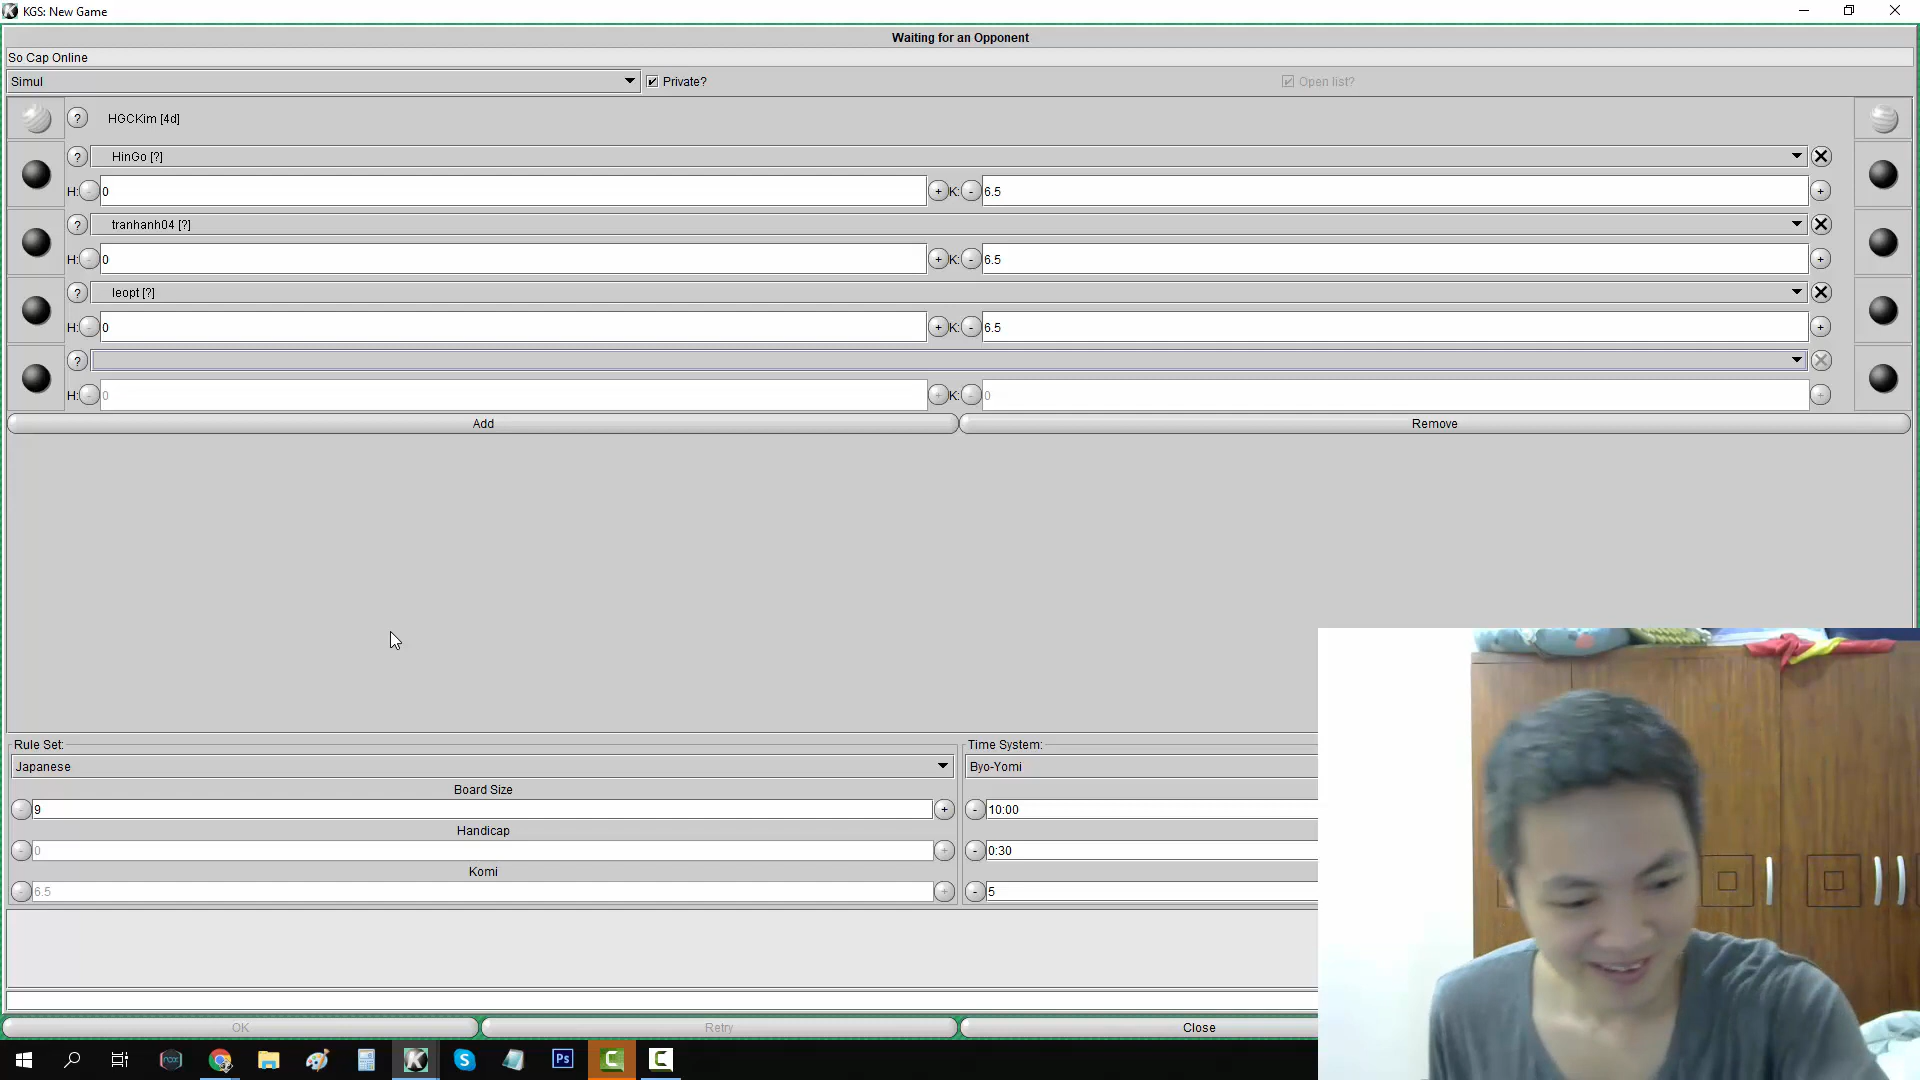 KGS: New Game
Waiting for an Opponent
So Cap Online
Simul Private? Open list?
? HGCKim [4d]
? HinGo [?]
H: - 0 + K: - 6.5 +
? tranhanh04 [?]
H: - 0 + K: - 6.5 +
? leopt [?]
H: - 0 + K: - 6.5 +
?
H: - 0 + K: - 0 +
Add Remove
Rule Set: Time System:
Japanese Byo-Yomi
Board Size
- 9 + - 10:00
Handicap
- 0 + - 0:30
Komi
- 6.5 + - 5
OK Retry Close
nox K S Ps C C